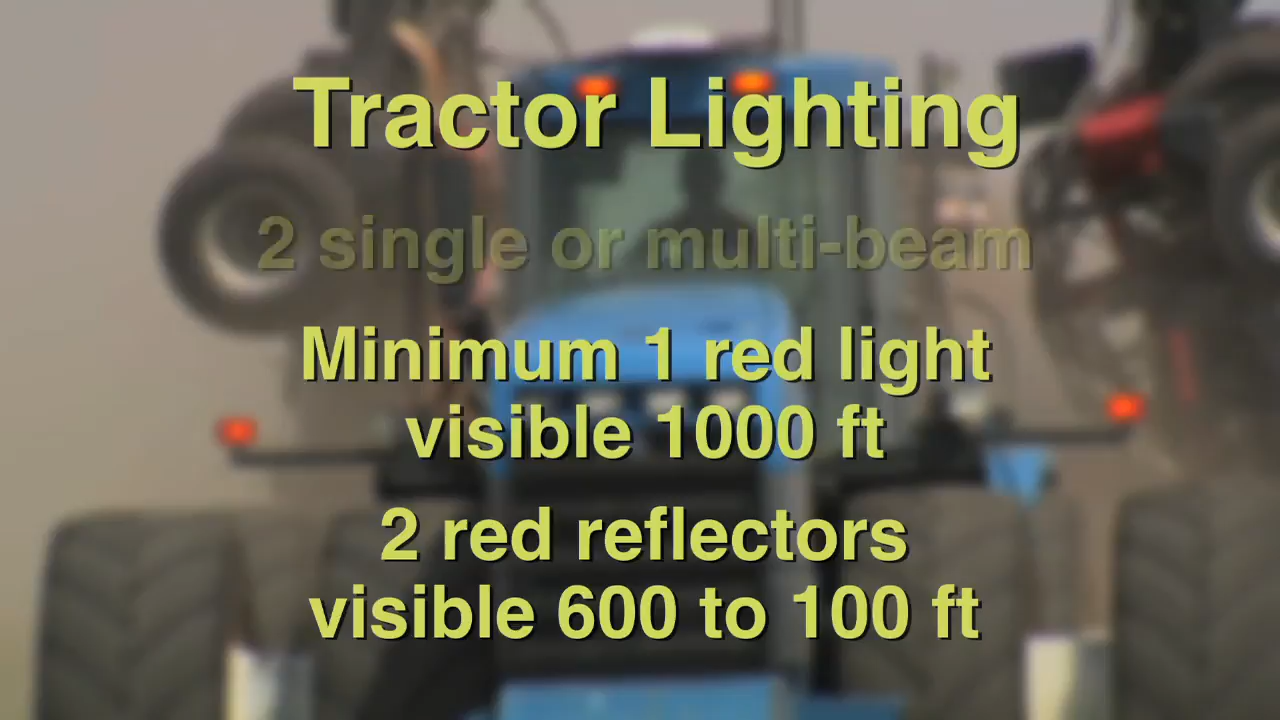 Tractor Lighting
2 single or multi-beam
Minimum 1 red light
visible 1000 ft
2 red reflectors
visible 600 to 100 ft